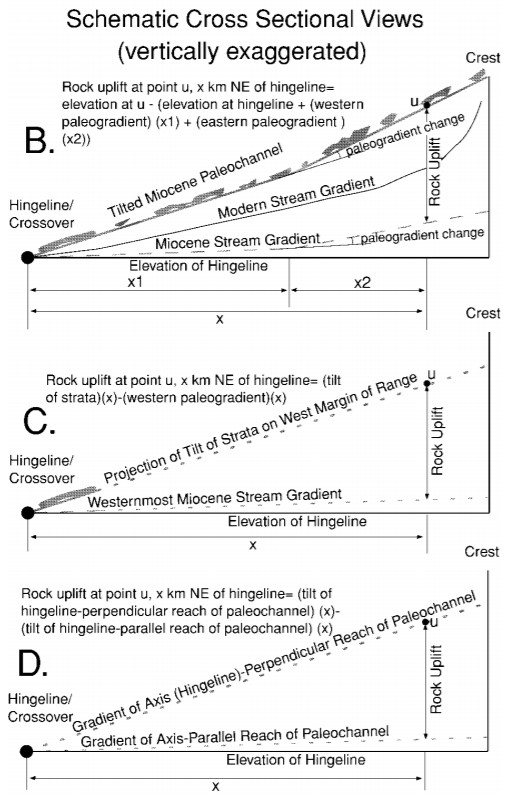 Schematic Cross Sectional Views
(vertically exaggerated)
Crest
Rock uplift at point u, x km NE of hingeline=
elevation at u - (elevation at hingeline + (western
paleogradient) (x1) + (eastern paleogradient )
(x2))
B.
u
paleogradient change
Tilted Miocene Paleochannel
Rock Uplift
Modern Stream Gradient
Hingeline/
Crossover
Miocene Stream Gradient
paleogradient change
Elevation of Hingeline
x1
x2
x
Crest
Rock uplift at point u, x km NE of hingeline= (tilt
of strata)(x)-(western paleogradient)(x)
u
C.
Projection of Tilt of Strata on West Margin of Range
Rock Uplift
Hingeline/
Crossover
Westernmost Miocene Stream Gradient
Elevation of Hingeline
x
Crest
Rock uplift at point u, x km NE of hingeline= (tilt of
hingeline-perpendicular reach of paleochannel) (x)-
(tilt of hingeline-parallel reach of paleochannel) (x)
D.
u
Gradient of Axis (Hingeline)-Perpendicular Reach of Paleochannel
Rock Uplift
Hingeline/
Crossover
Gradient of Axis-Parallel Reach of Paleochannel
Elevation of Hingeline
x